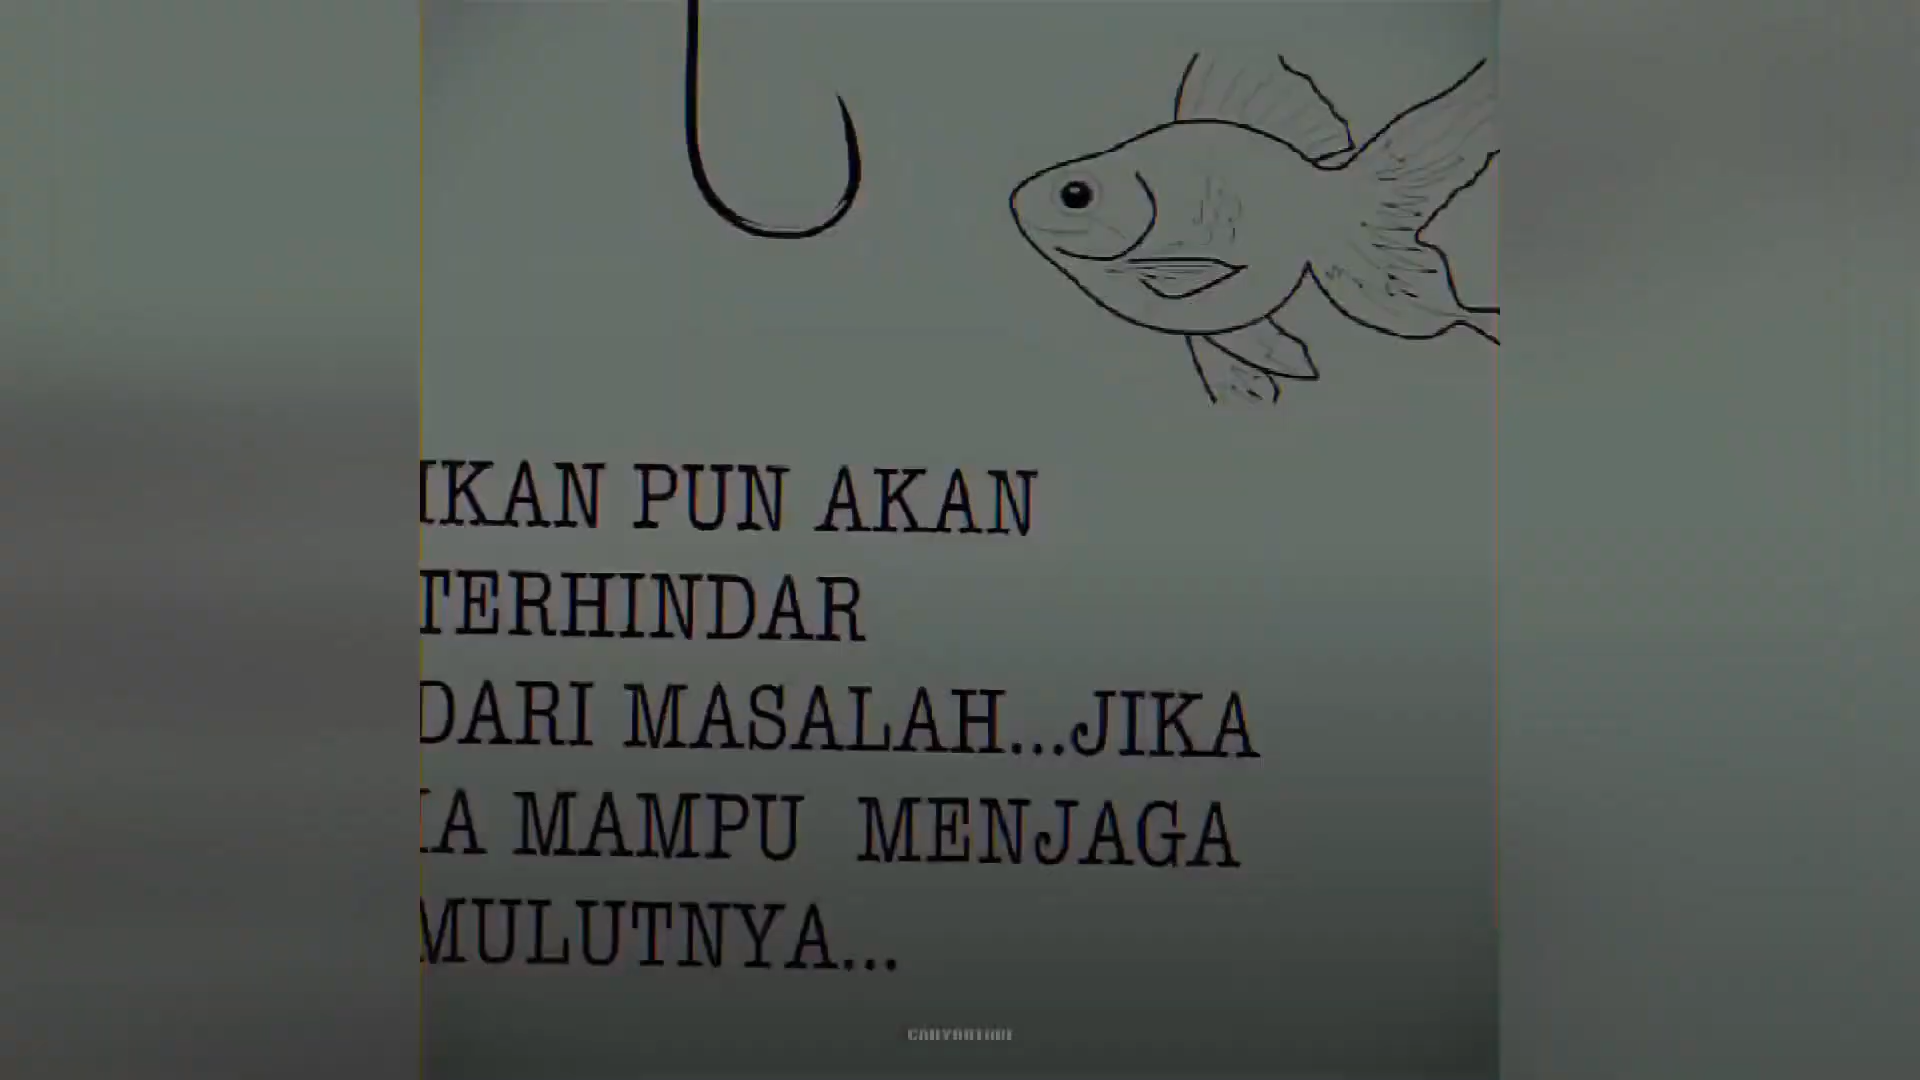 IKAN PUN AKAN
TERHINDAR
DARI MASALAH...JIKA
IA MAMPU MENJAGA
MULUTNYA...